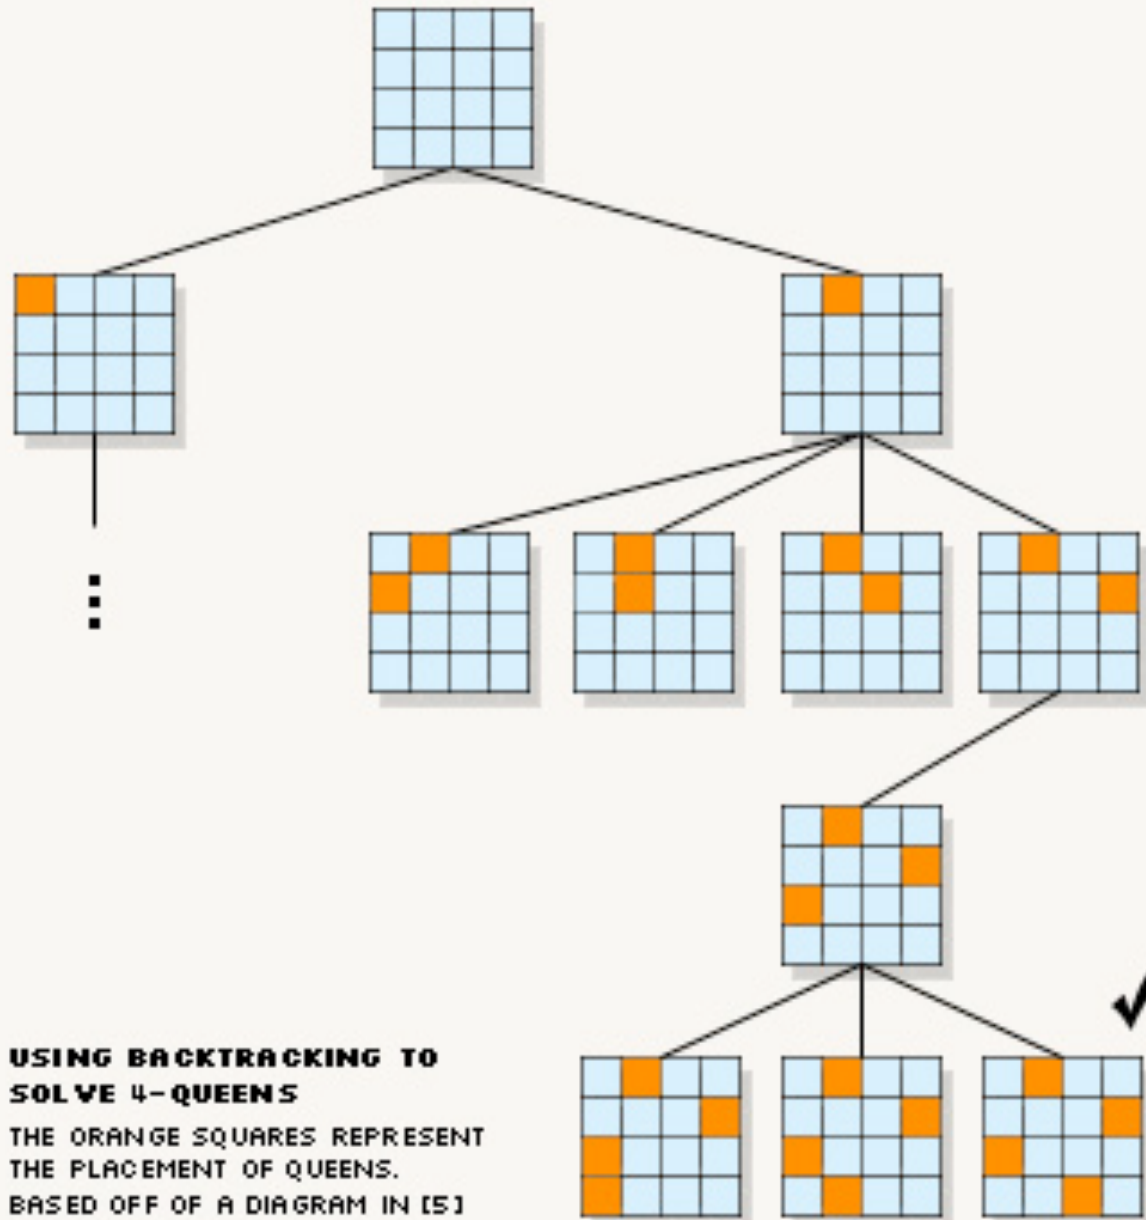 USING BACKTRACKING TO
SOLVE 4-QUEENS
THE ORANGE SQUARES REPRESENT
THE PLACEMENT OF QUEENS.
BASED OFF OF A DIAGRAM IN [5]